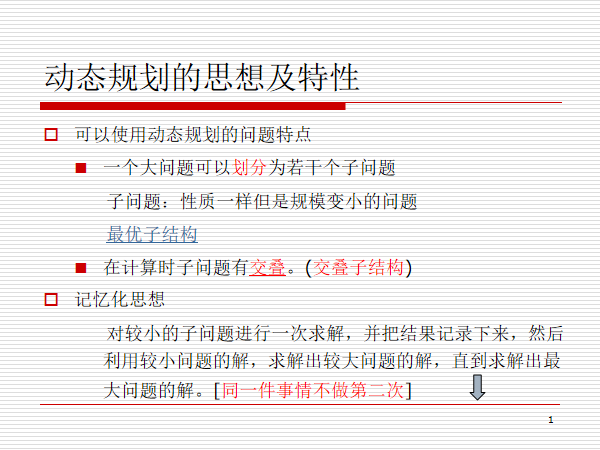 动态规划的思想及特性
可以使用动态规划的问题特点
一个大问题可以划分为若干个子问题
子问题：性质一样但是规模变小的问题
最优子结构
在计算时子问题有交叠。(交叠子结构)
记忆化思想
对较小的子问题进行一次求解，并把结果记录下来，然后
利用较小问题的解，求解出较大问题的解，直到求解出最
大问题的解。[同一件事情不做第二次]
1